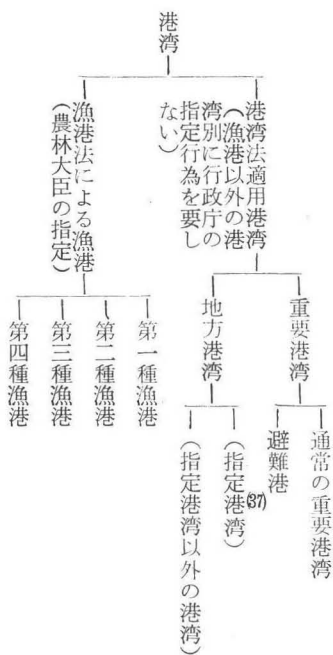 港湾
港湾法適用港湾
(漁港以外の港
湾別に行政庁の
指定行為を要し
ない)
重要港湾
通常の重要港湾
避難港
地方港湾
(指定港湾)(37)
(指定港湾以外の港湾)
漁港法による漁港
(農林大臣の指定)
第一種漁港
第二種漁港
第三種漁港
第四種漁港